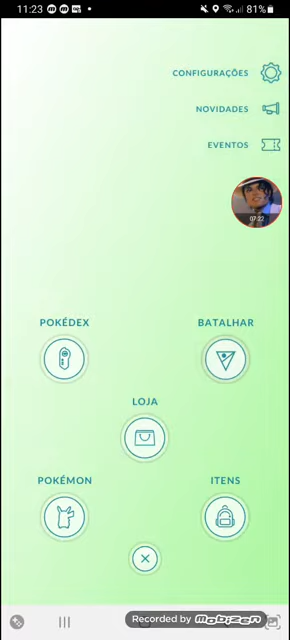 11:23
81%
CONFIGURAÇÕES
NOVIDADES
EVENTOS
07:22
POKÉDEX
BATALHAR
LOJA
POKÉMON
ITENS
Recorded by mobizen